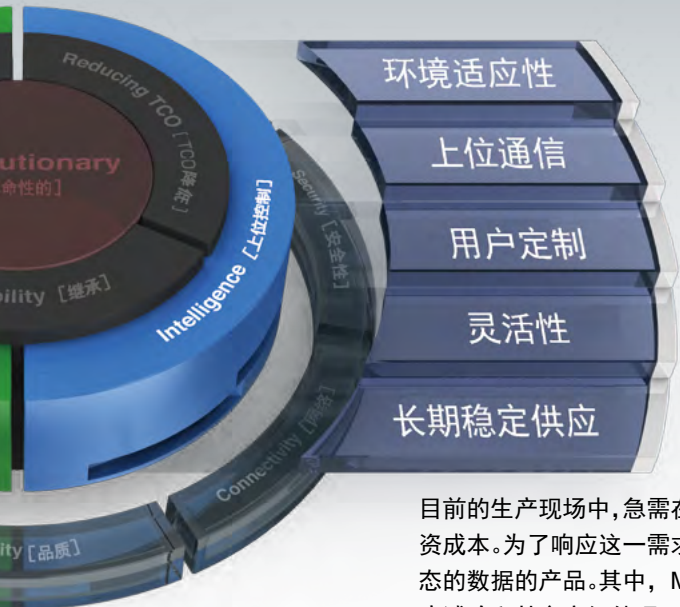 Reducing TCO [TCO降低]
utionary
命性的]
Security [安全性]
Intelligence [上位控制]
bility [继承]
Connectivity [网络]
ity [品质]
环境适应性
上位通信
用户定制
灵活性
长期稳定供应
目前的生产现场中,急需在
资成本。为了响应这一需求
态的数据的产品。其中, M